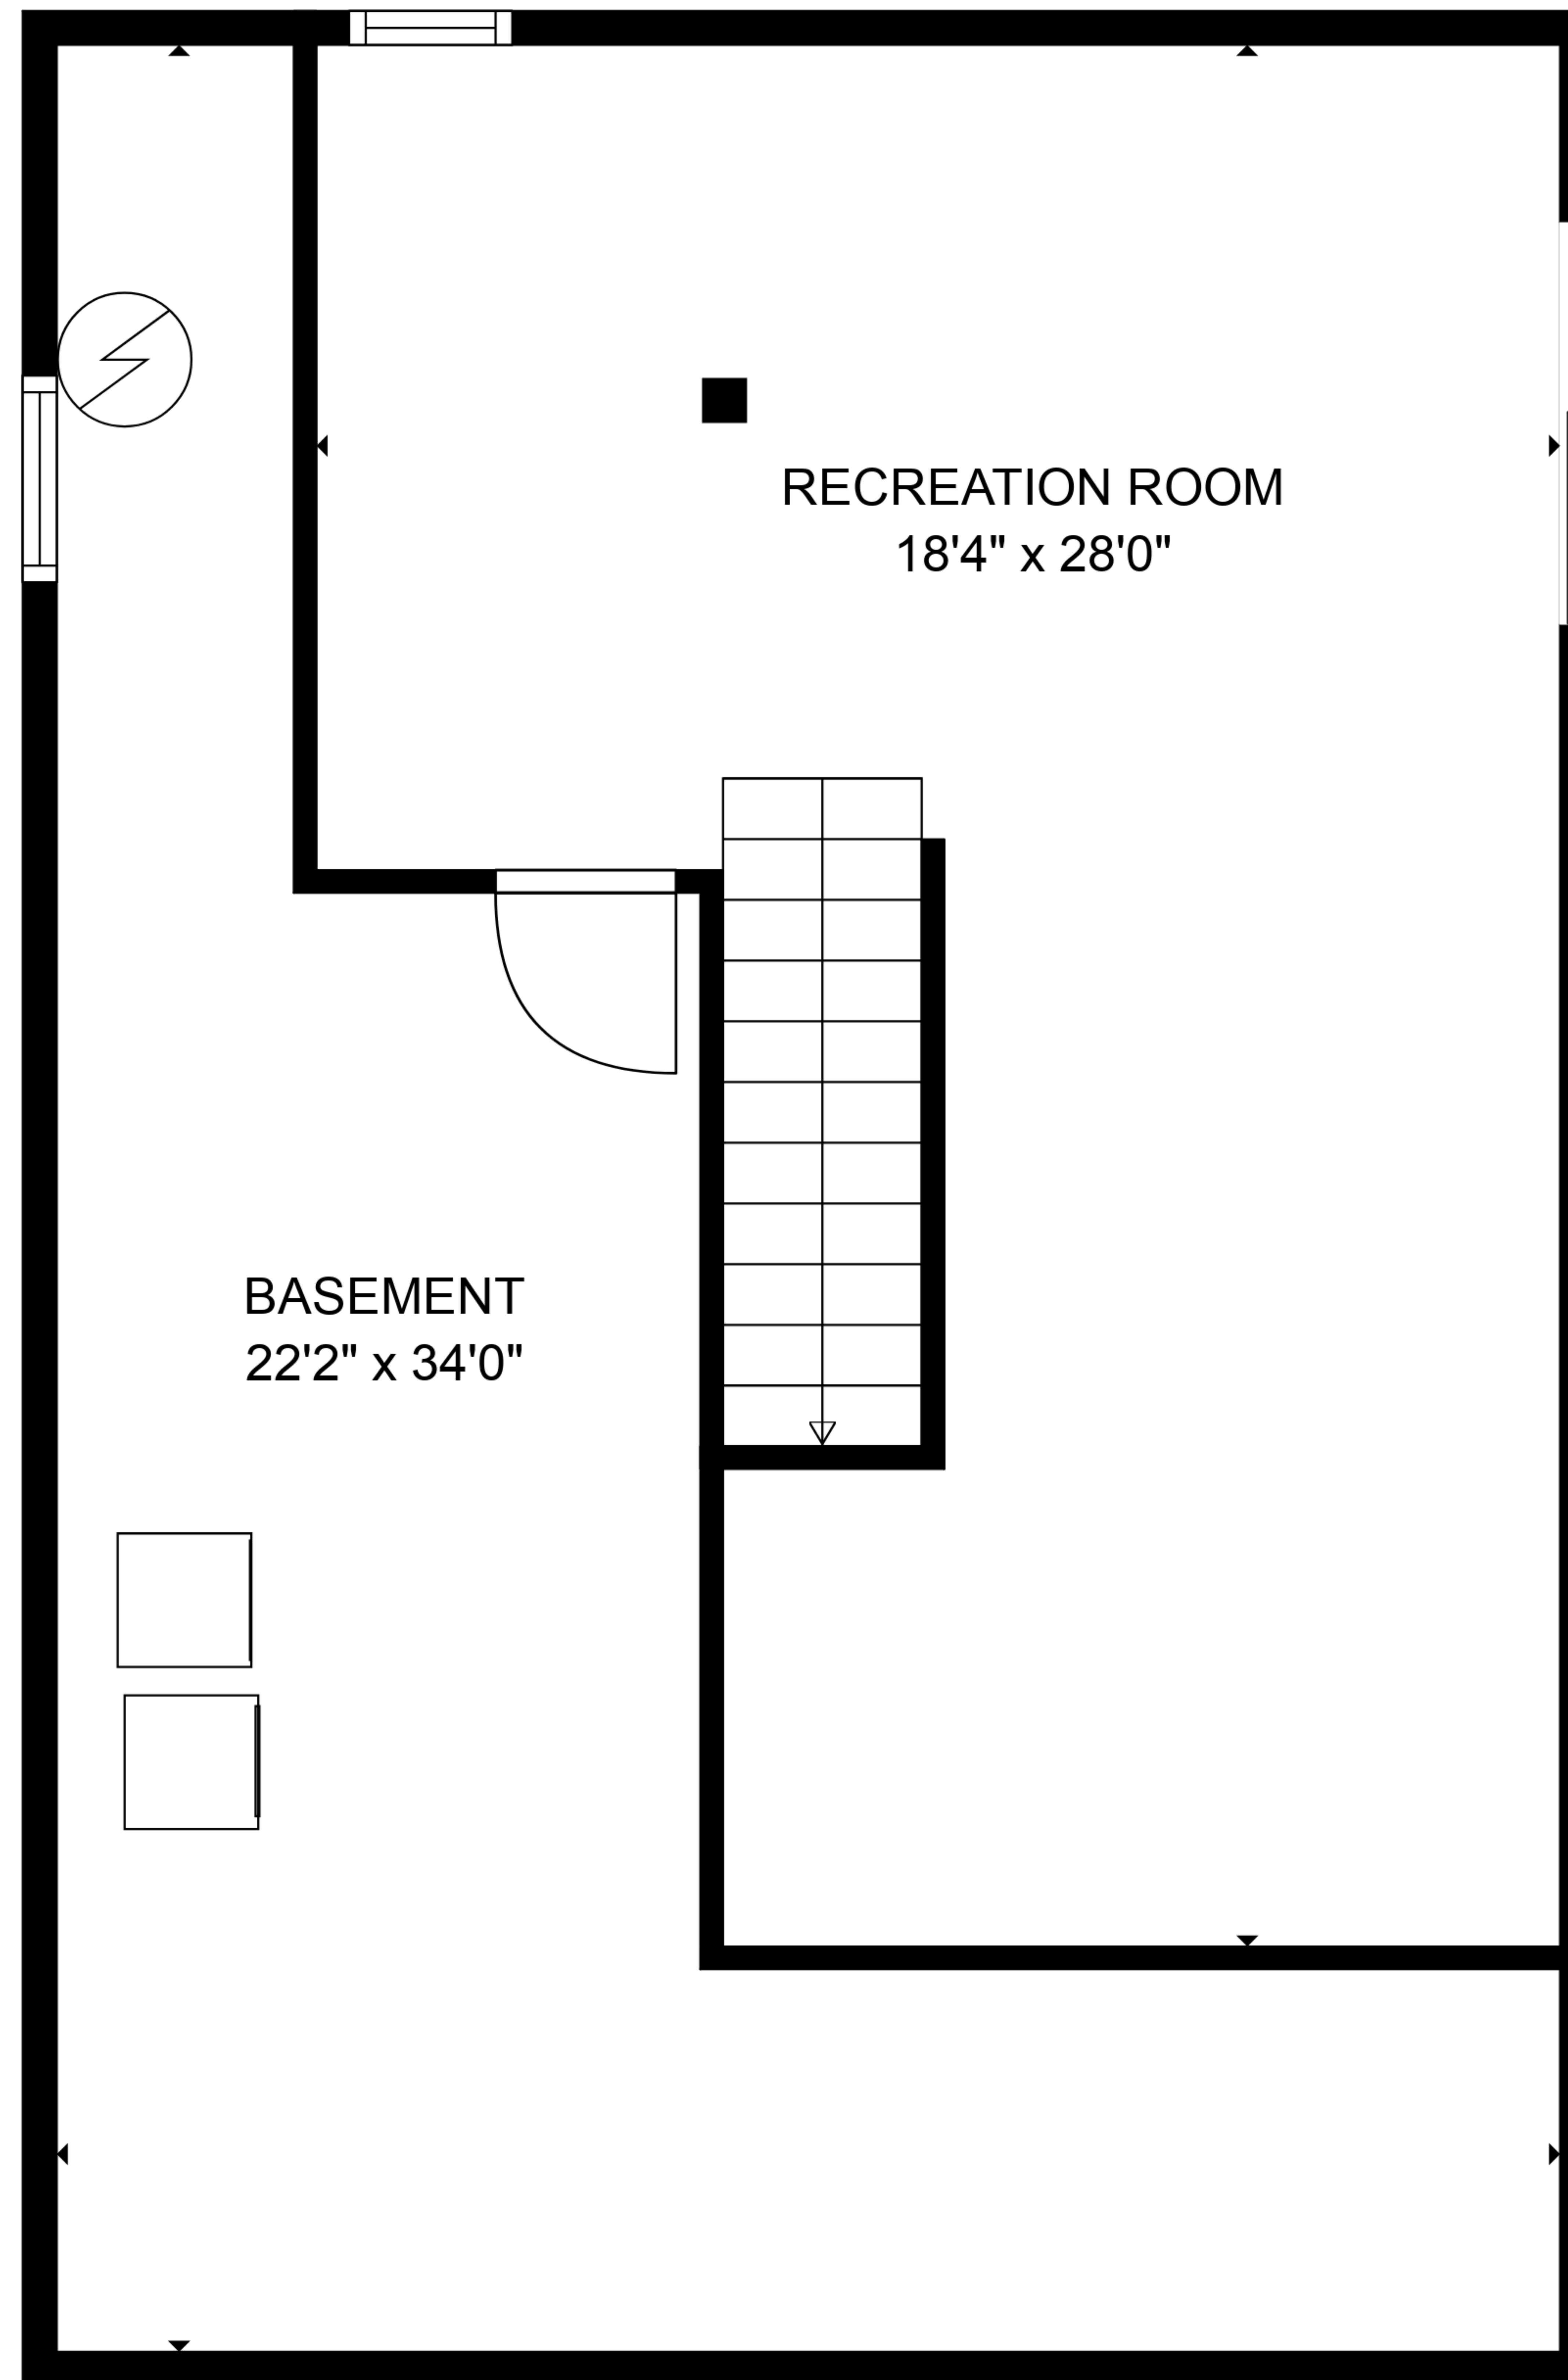 RECREATION ROOM
18'4" x 28'0"
BASEMENT
22'2" x 34'0"